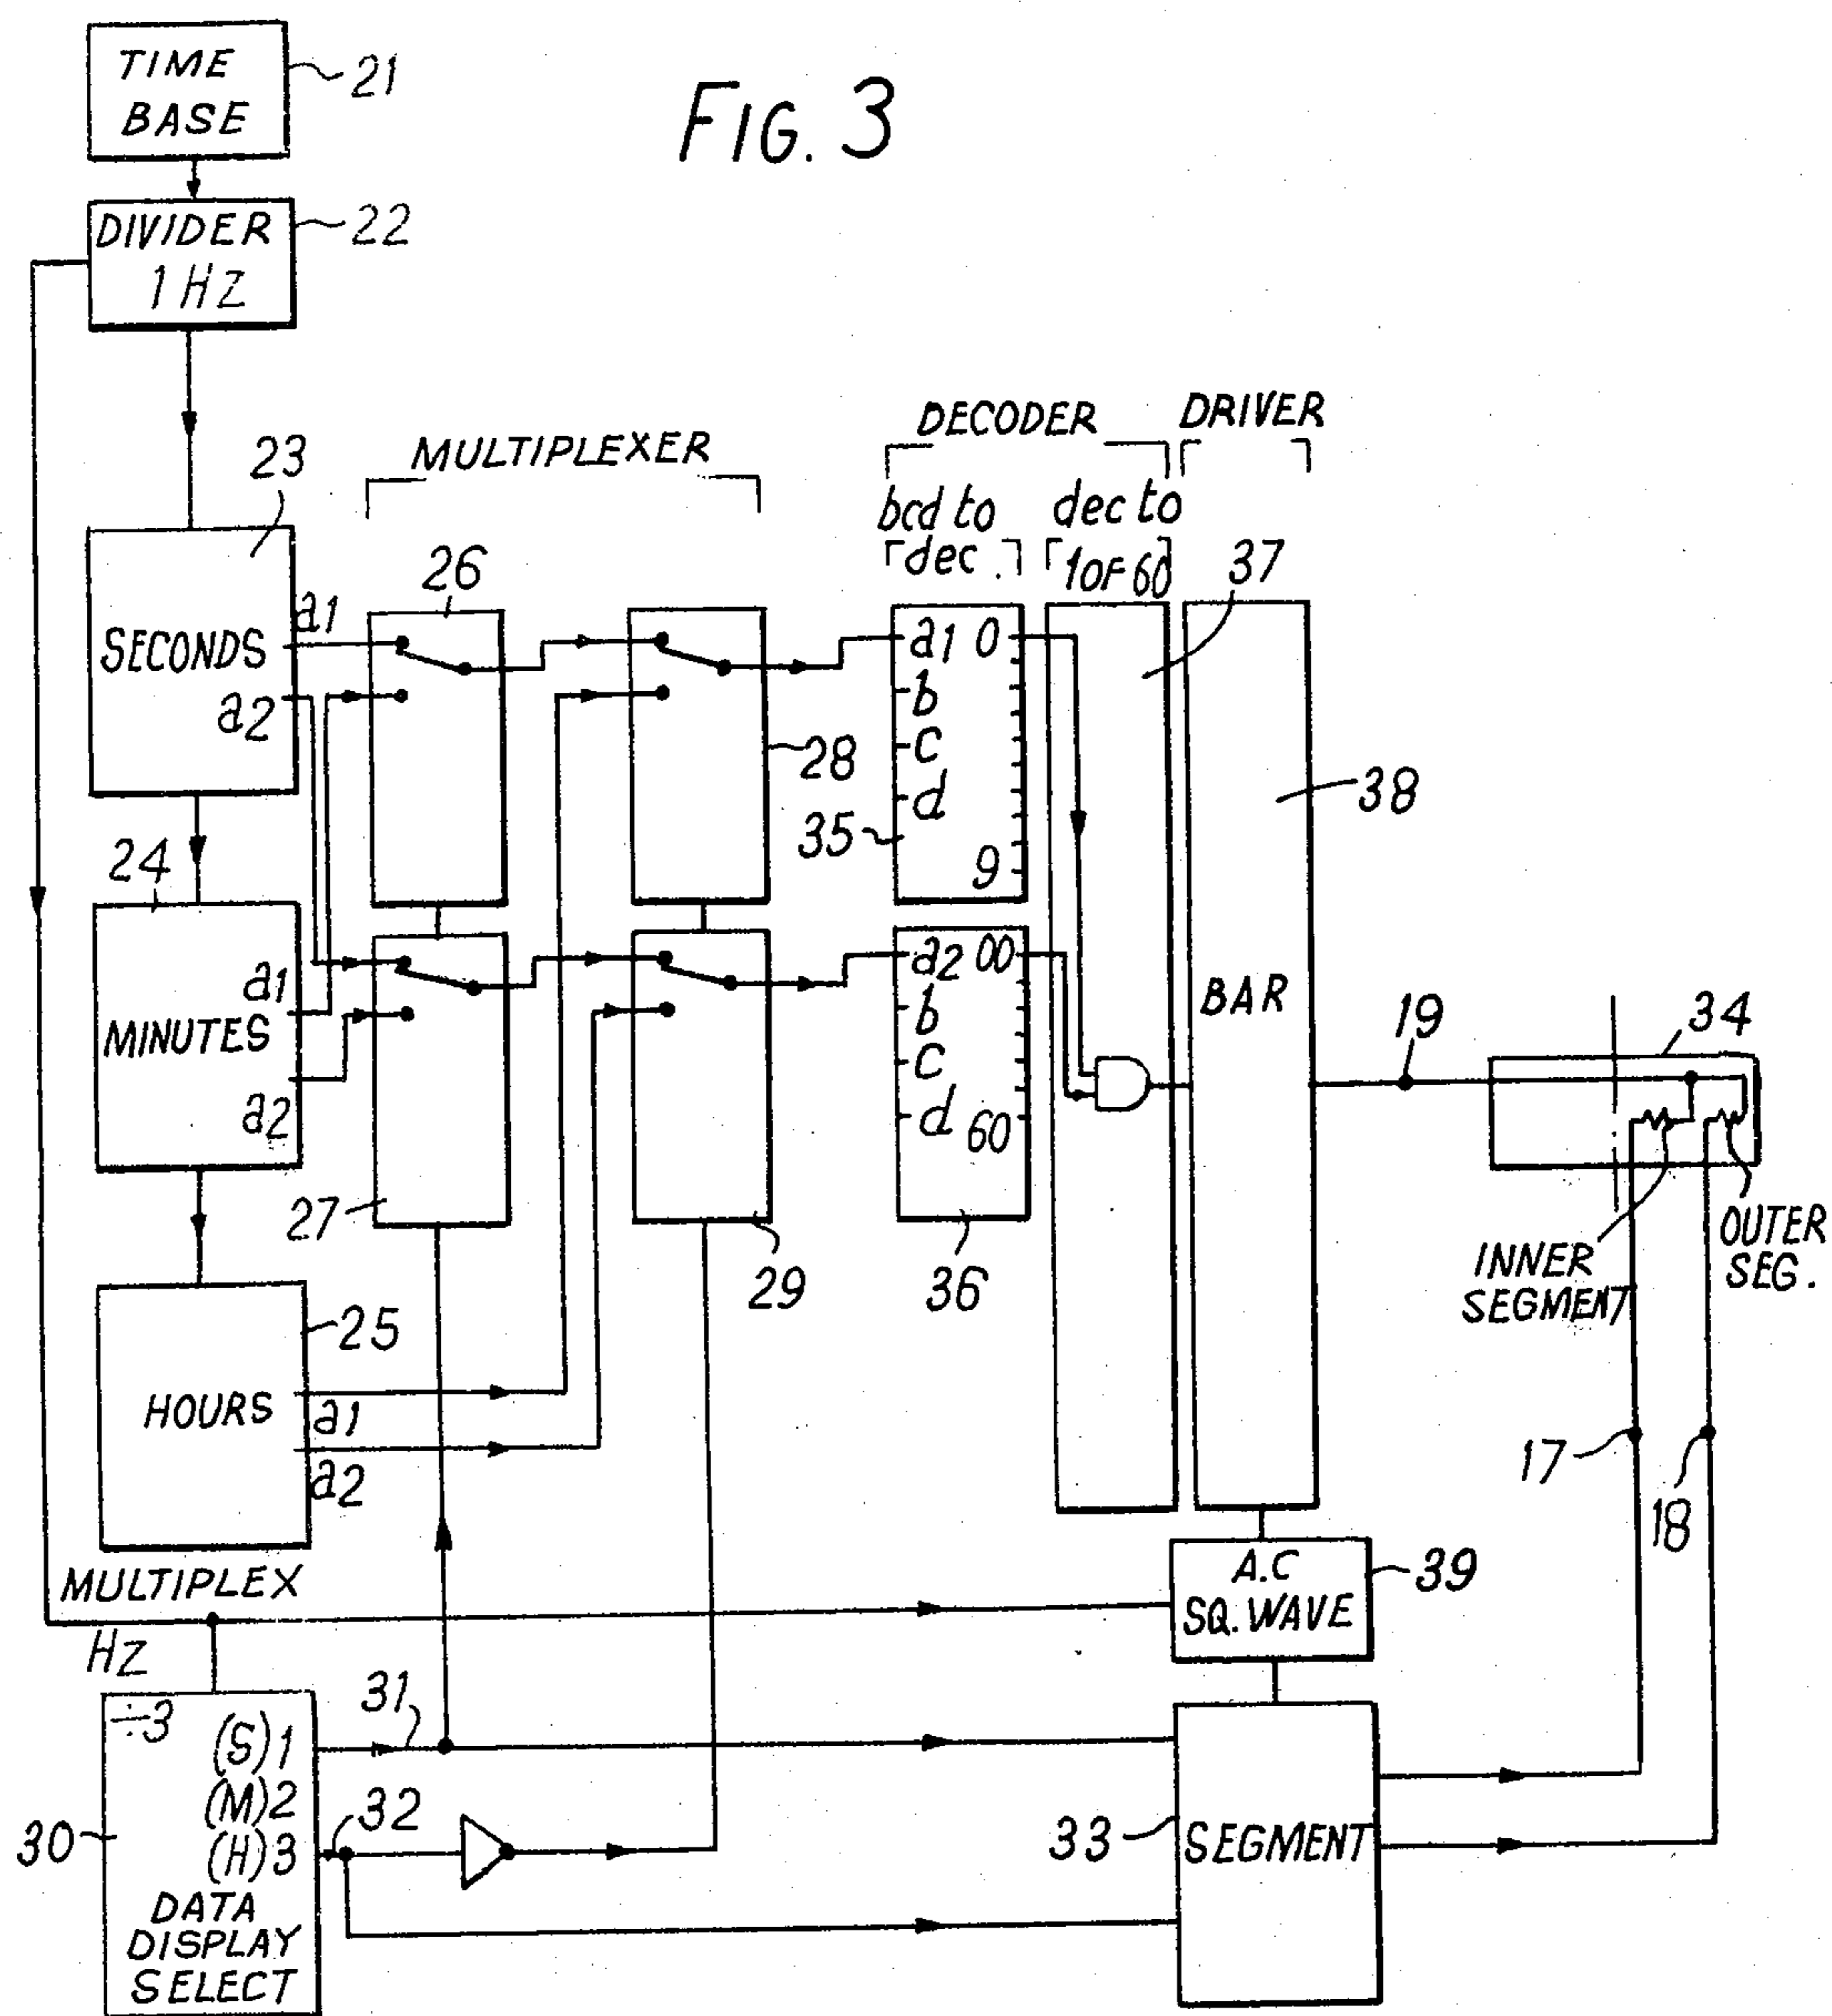 FIG. 3
TIME
BASE
21
DIVIDER
1 HZ
22
23
SECONDS
a1
a2
24
MINUTES
a1
a2
25
HOURS
a1
a2
MULTIPLEXER
26
27
28
29
DECODER
bcd to
dec.
dec to
1 OF 60
DRIVER
a1 0
b
c
d
9
35
a2 00
b
c
d 60
36
37
BAR
38
19
34
INNER
SEGMENT
OUTER
SEG.
17
18
A.C
SQ. WAVE
39
MULTIPLEX
HZ
÷3
(S)1
(M)2
(H)3
DATA
DISPLAY
SELECT
30
31
32
33
SEGMENT